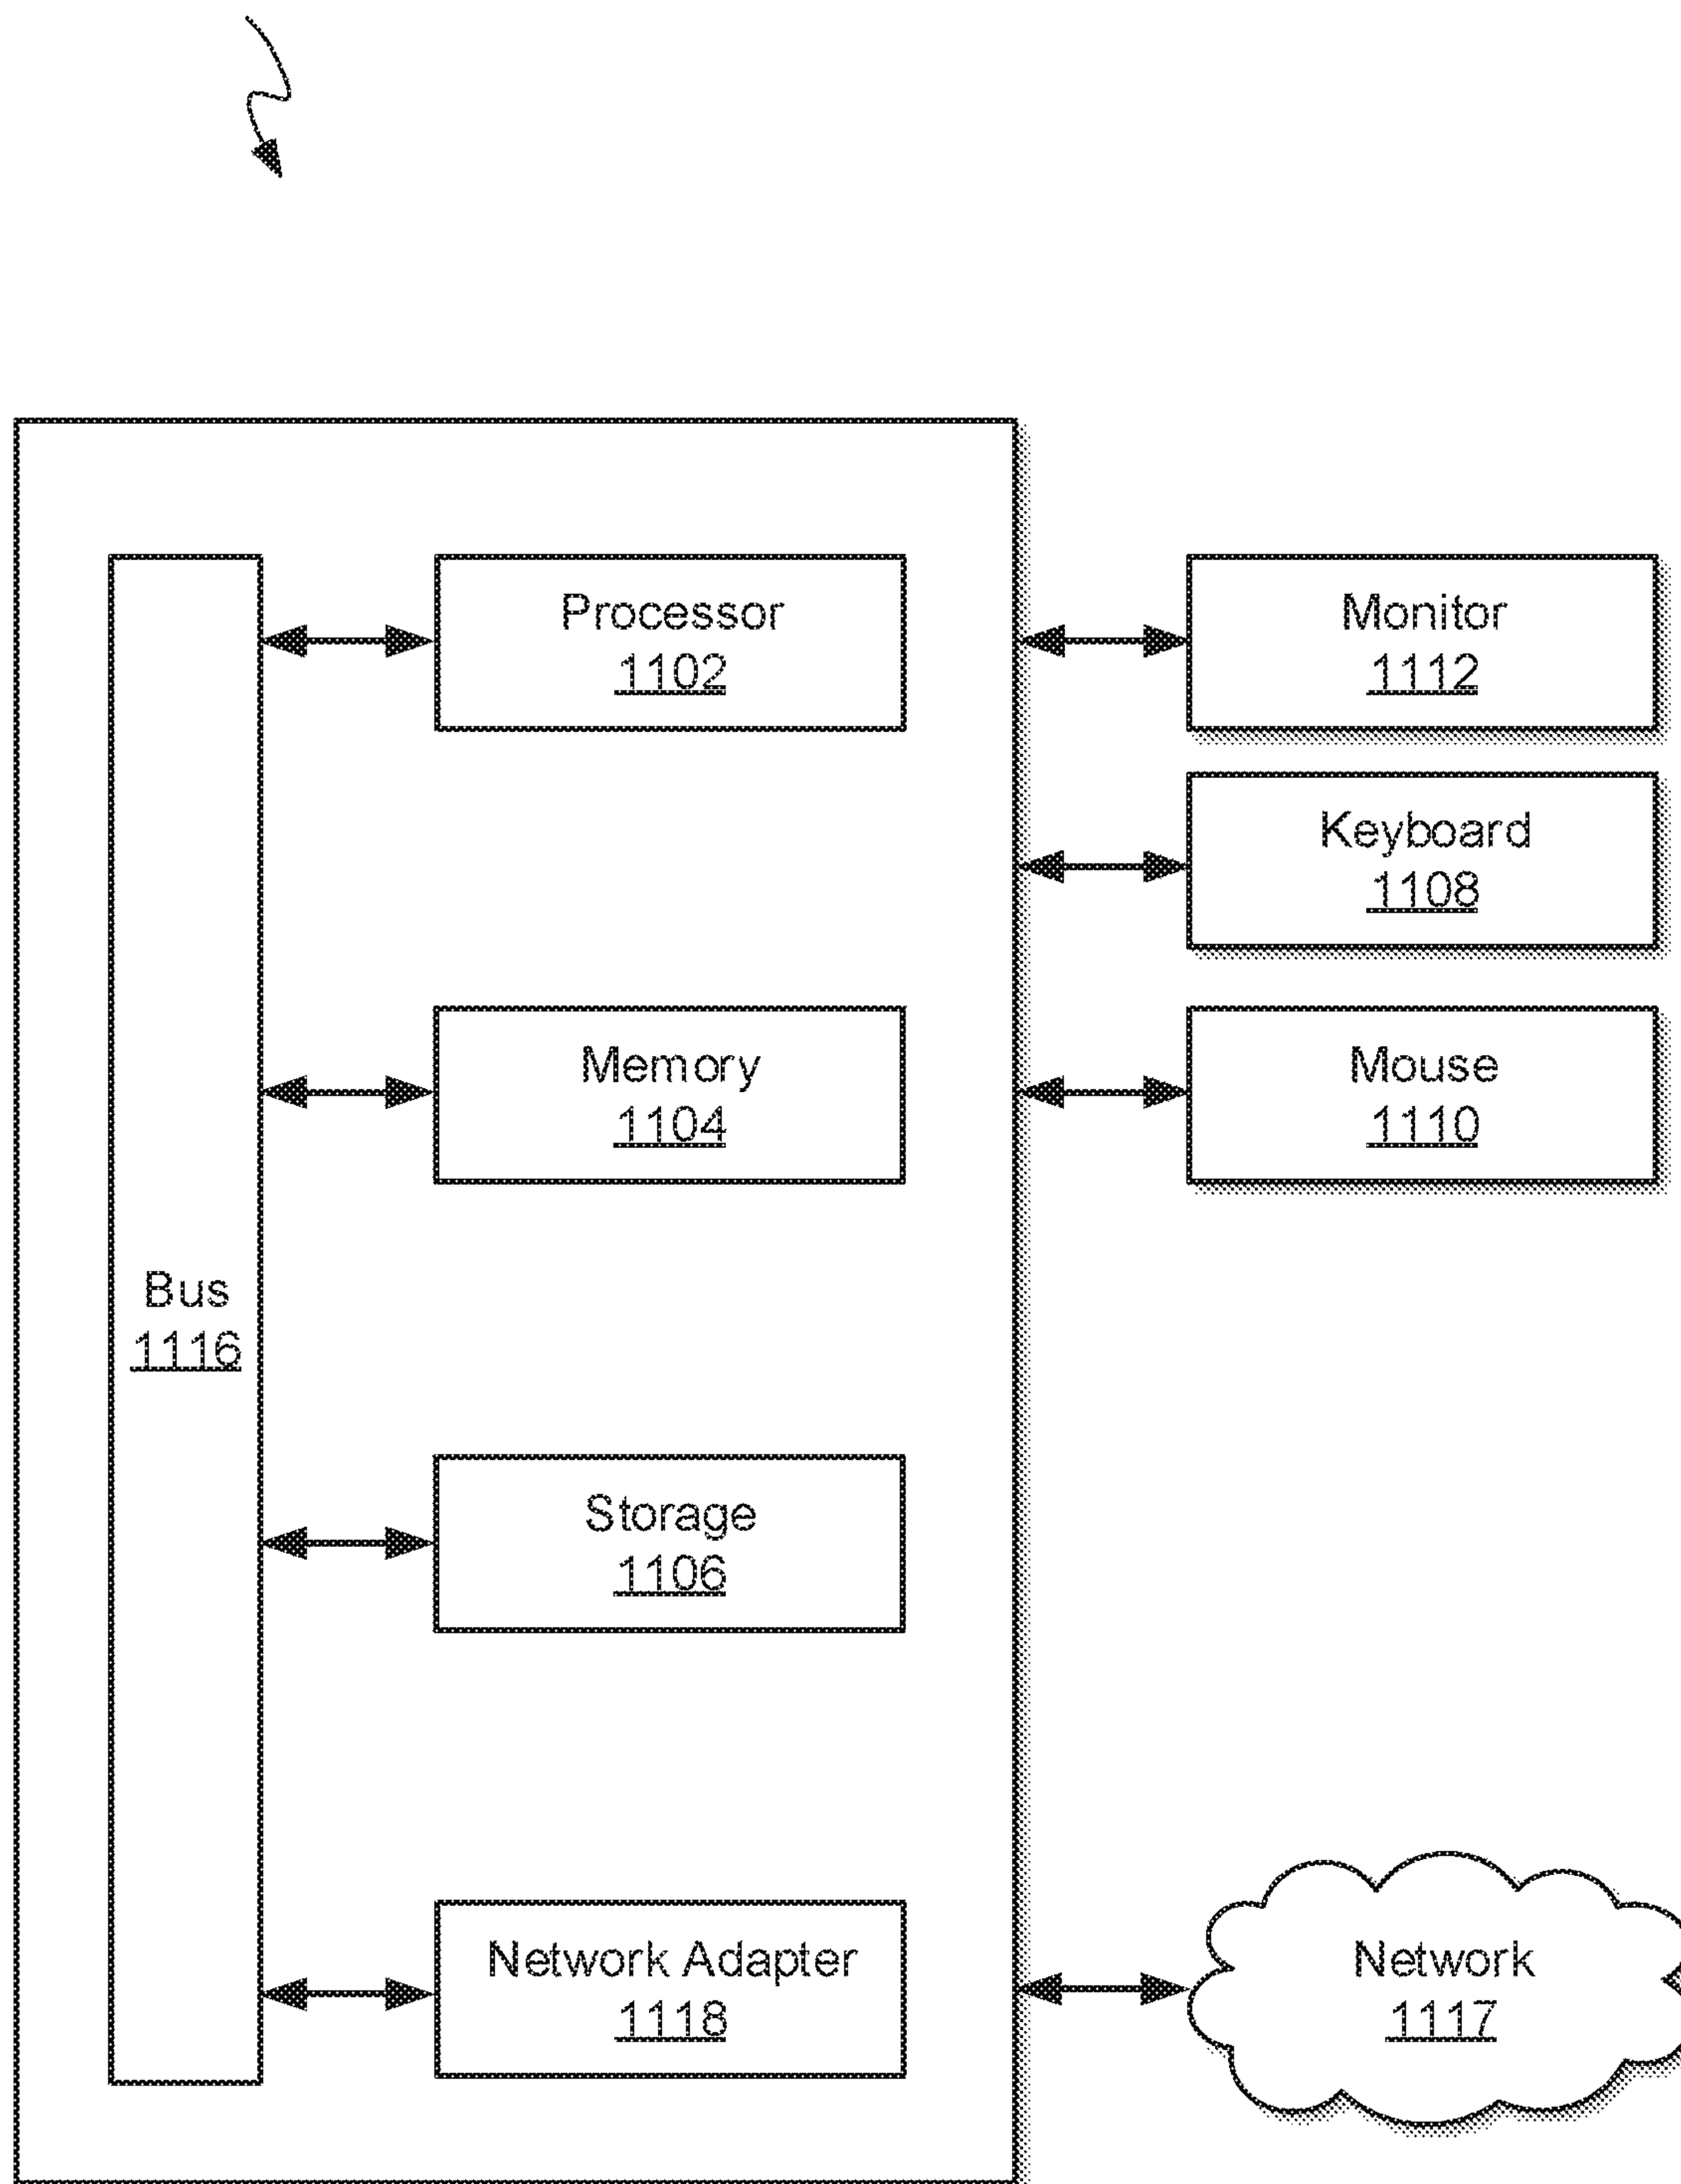 Processor
1102
Monitor
1112
Keyboard
1108
Memory
1104
Mouse
1110
Bus
1116
Storage
1106
Network Adapter
1118
Network
1117